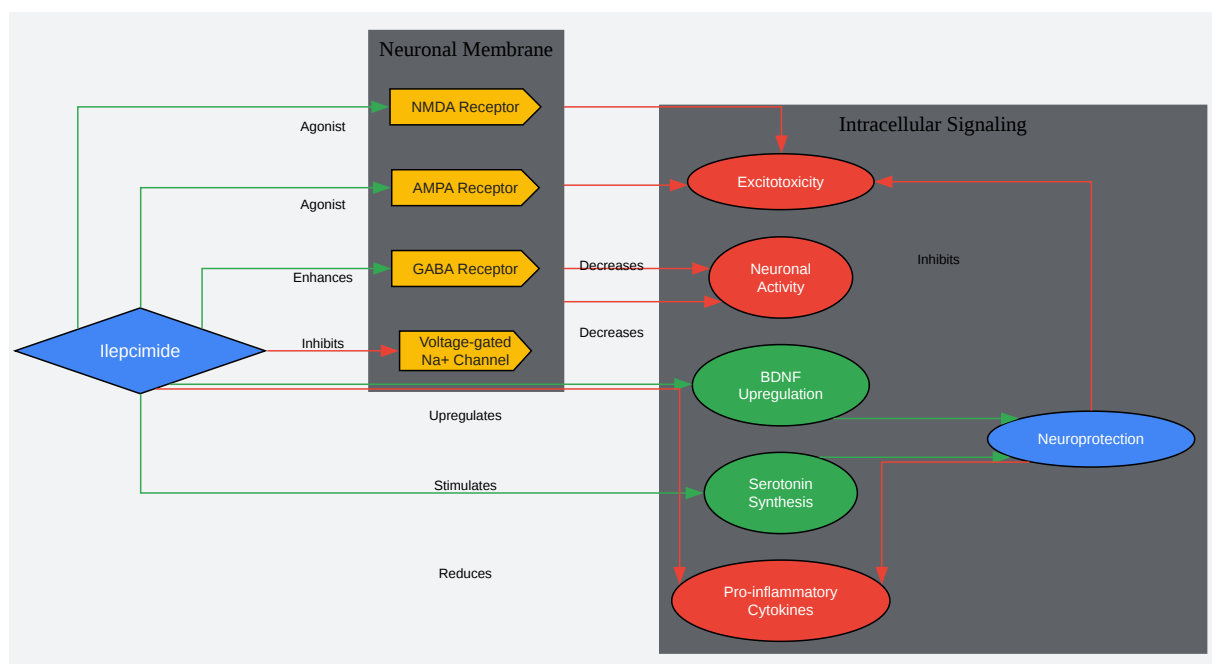 Neuronal Membrane
NMDA Receptor
Agonist
Intracellular Signaling
Excitotoxicity
AMPA Receptor
Agonist
Decreases
Inhibits
GABA Receptor
Enhances
Neuronal
Activity
Decreases
Ilepcimide
Inhibits
Voltage-gated
Na+ Channel
BDNF
Upregulation
Upregulates
Neuroprotection
Stimulates
Serotonin
Synthesis
Reduces
Pro-inflammatory
Cytokines